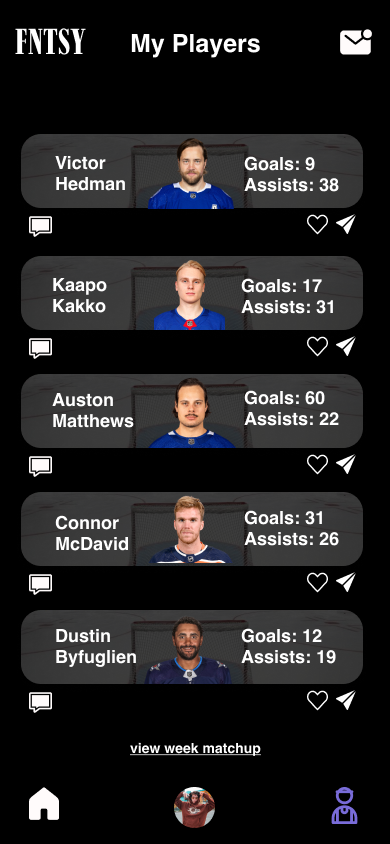 FNTSY My Players
Victor
Hedman
Goals: 9
Assists: 38
Kaapo
Kakko
Goals: 17
Assists: 31
Auston
Matthews
Goals: 60
Assists: 22
Connor
McDavid
Goals: 31
Assists: 26
Dustin
Byfuglien
Goals: 12
Assists: 19
view week matchup